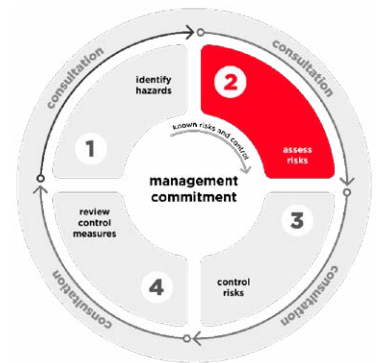 consultation
consultation
identify
hazards
1
2
assess
risks
known risks and control
management
commitment
review
control
measures
4
3
control
risks
consultation
consultation